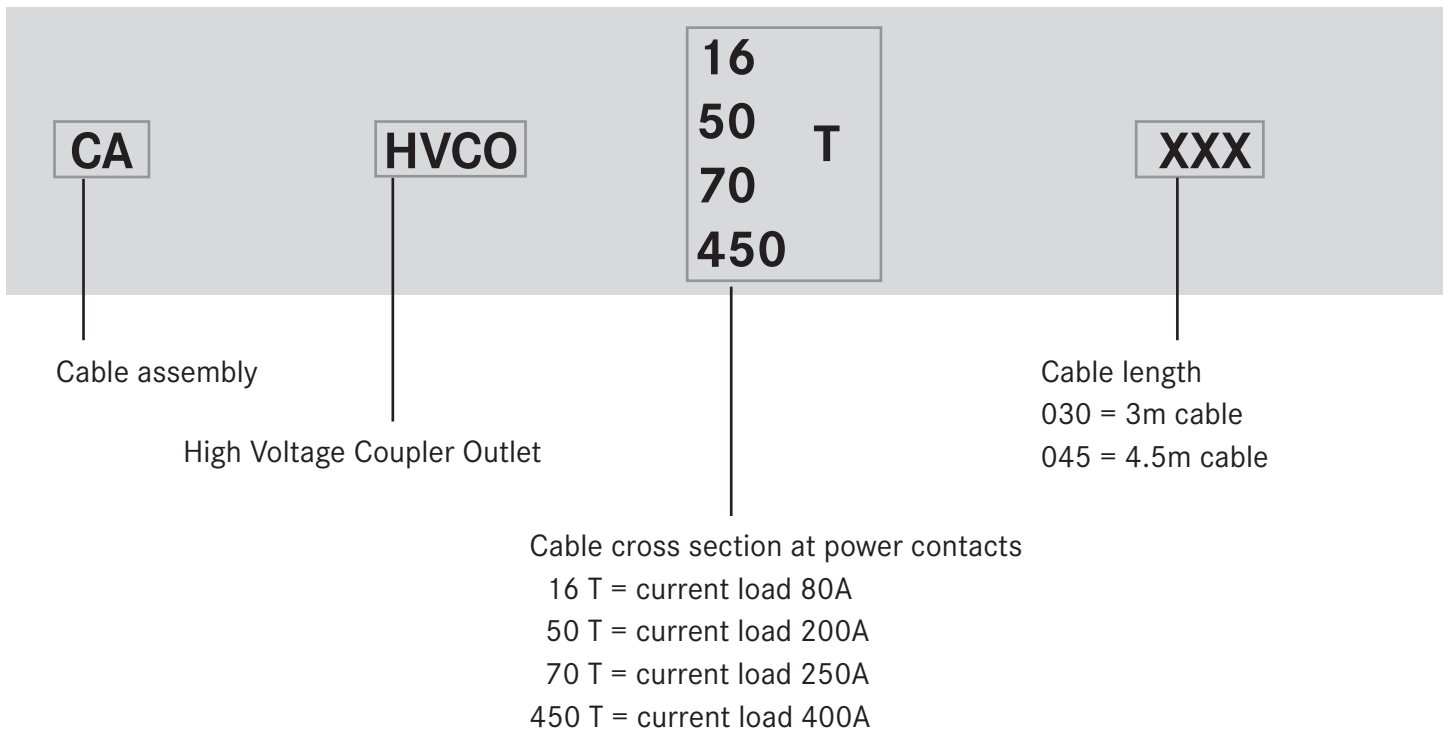 CA HVCO 16 50 70 450 T XXX
Cable assembly
High Voltage Coupler Outlet
Cable cross section at power contacts
16 T = current load 80A
50 T = current load 200A
70 T = current load 250A
450 T = current load 400A
Cable length
030 = 3m cable
045 = 4.5m cable